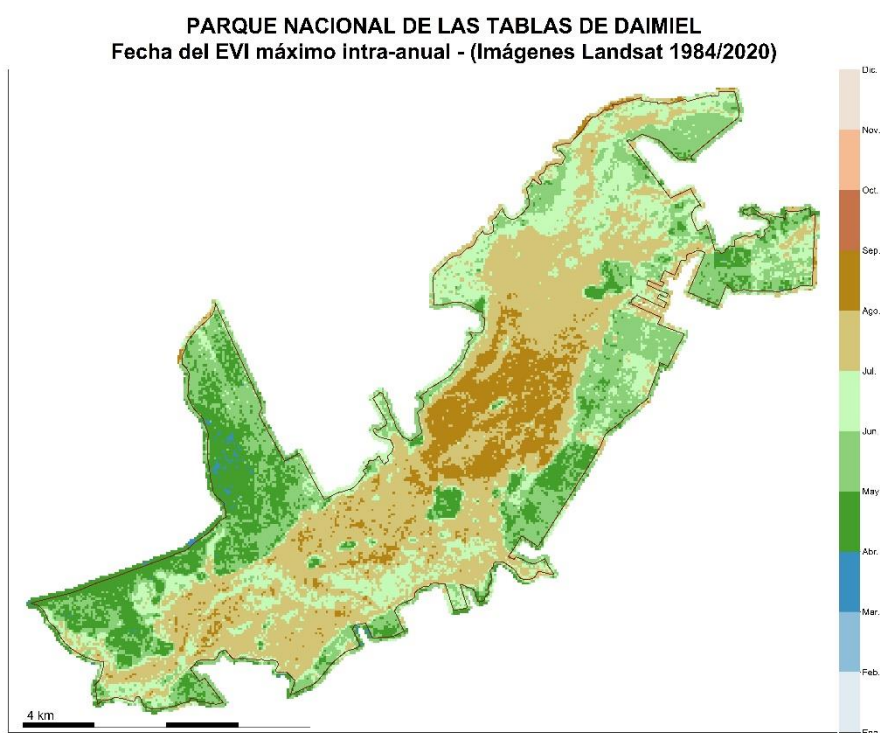 PARQUE NACIONAL DE LAS TABLAS DE DAIMIEL
Fecha del EVI máximo intra-anual - (Imágenes Landsat 1984/2020)
Dic.
Nov.
Oct.
Sep.
Ago.
Jul.
Jun.
May
Abr.
Mar.
Feb.
Ene.
4 km